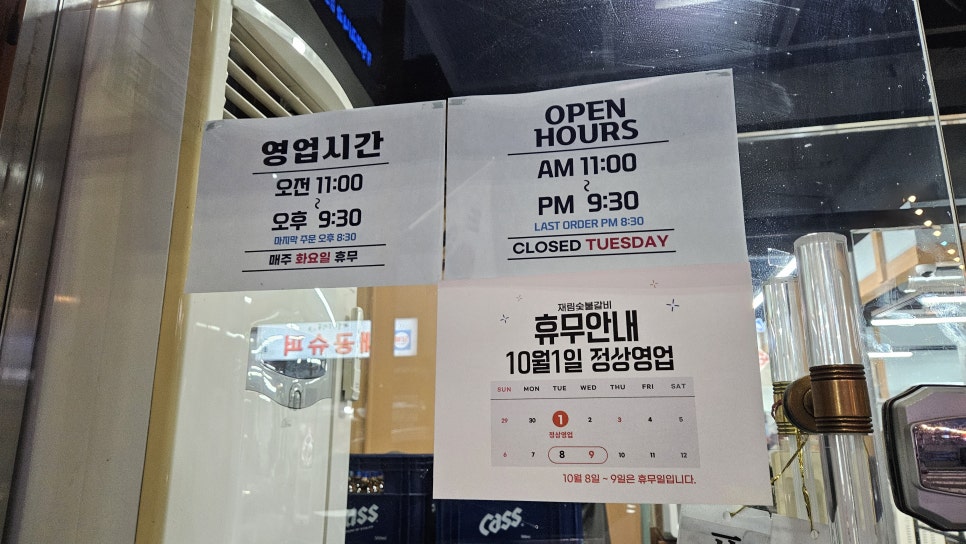 영업시간
오전 11:00
~
오후 9:30
마지막 주문 오후 8:30
매주 화요일 휴무
OPEN
HOURS
AM 11:00
~
PM 9:30
LAST ORDER PM 8:30
CLOSED TUESDAY
재림숯불갈비
휴무안내
10월1일 정상영업
SUN MON TUE WED THU FRI SAT
29 30 1 2 3 4 5
정상영업
6 7 8 9 10 11 12
10월 8일 ~ 9일은 휴무일입니다.
cass